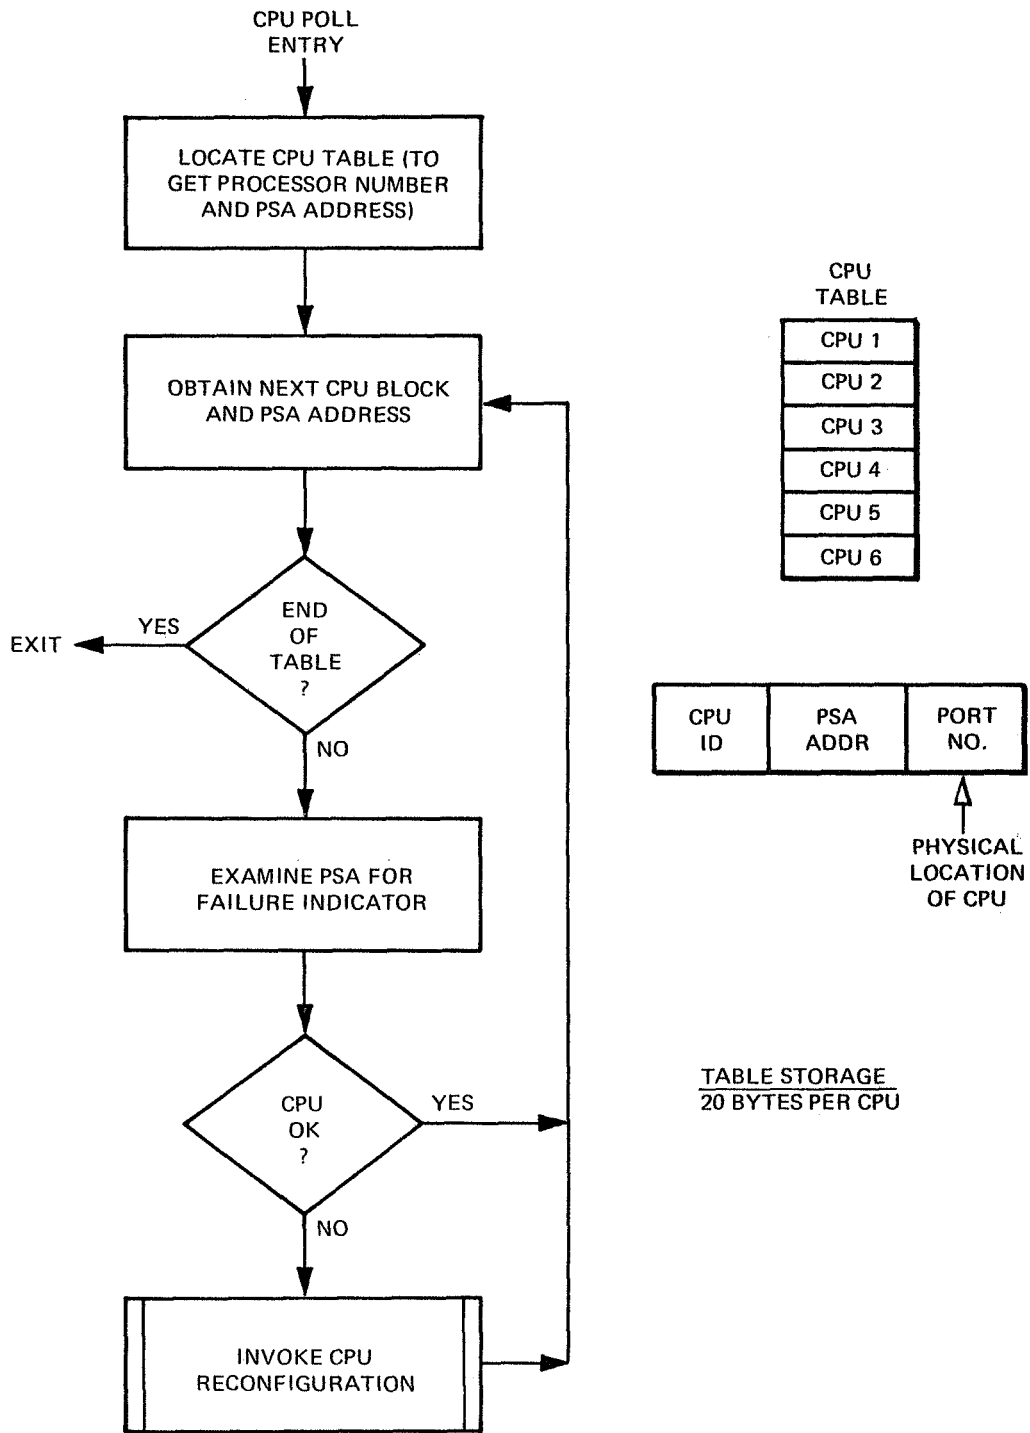 CPU POLL
ENTRY
LOCATE CPU TABLE (TO
GET PROCESSOR NUMBER
AND PSA ADDRESS)
OBTAIN NEXT CPU BLOCK
AND PSA ADDRESS
END
OF
TABLE
?
YES
EXIT
NO
EXAMINE PSA FOR
FAILURE INDICATOR
CPU
OK
?
YES
NO
INVOKE CPU
RECONFIGURATION
CPU
TABLE
CPU 1
CPU 2
CPU 3
CPU 4
CPU 5
CPU 6
CPU
ID
PSA
ADDR
PORT
NO.
PHYSICAL
LOCATION
OF CPU
TABLE STORAGE
20 BYTES PER CPU